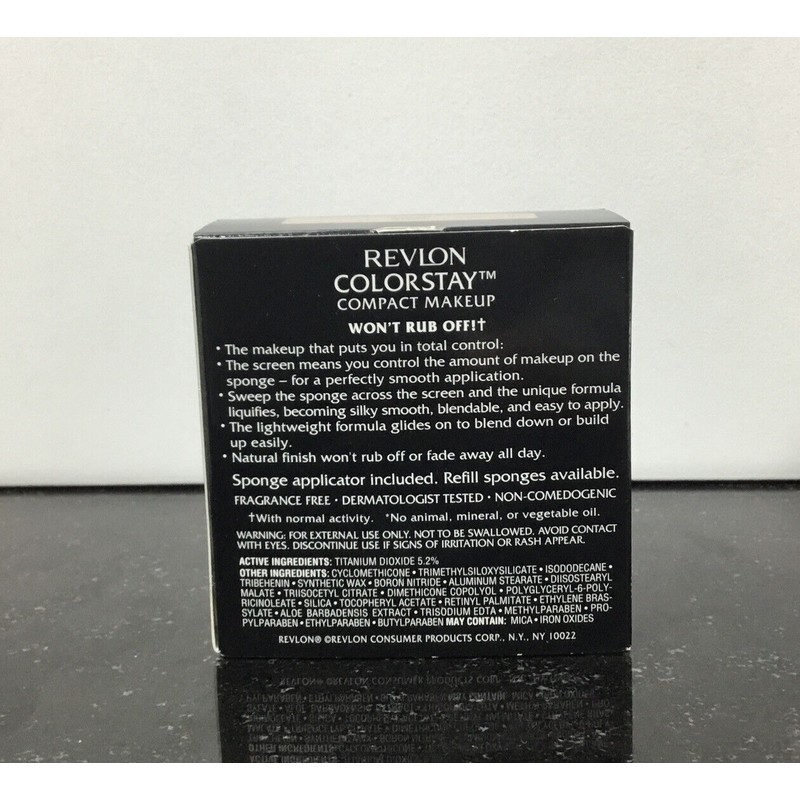 REVLON
COLORSTAY™
COMPACT MAKEUP
WON'T RUB OFF!†
• The makeup that puts you in total control:
• The screen means you control the amount of makeup on the
sponge – for a perfectly smooth application.
• Sweep the sponge across the screen and the unique formula
liquifies, becoming silky smooth, blendable, and easy to apply.
• The lightweight formula glides on to blend down or build
up easily.
• Natural finish won't rub off or fade away all day.
Sponge applicator included. Refill sponges available.
FRAGRANCE FREE · DERMATOLOGIST TESTED · NON-COMEDOGENIC
†With normal activity. *No animal, mineral, or vegetable oil.
WARNING: FOR EXTERNAL USE ONLY. NOT TO BE SWALLOWED. AVOID CONTACT
WITH EYES. DISCONTINUE USE IF SIGNS OF IRRITATION OR RASH APPEAR.
ACTIVE INGREDIENTS: TITANIUM DIOXIDE 5.2%
OTHER INGREDIENTS: CYCLOMETHICONE • TRIMETHYLSILOXYSILICATE • ISODODECANE •
TRIBEHENIN • SYNTHETIC WAX • BORON NITRIDE • ALUMINUM STEARATE • DIISOSTEARYL
MALATE • TRIISOCETYL CITRATE • DIMETHICONE COPOLYOL • POLYGLYCERYL-6-POLY-
RICINOLEATE • SILICA • TOCOPHERYL ACETATE • RETINYL PALMITATE • ETHYLENE BRAS-
SYLATE • ALOE BARBADENSIS EXTRACT • TRISODIUM EDTA • METHYLPARABEN • PRO-
PYLPARABEN • ETHYLPARABEN • BUTYLPARABEN MAY CONTAIN: MICA • IRON OXIDES
REVLON® ©REVLON CONSUMER PRODUCTS CORP., N.Y., NY 10022